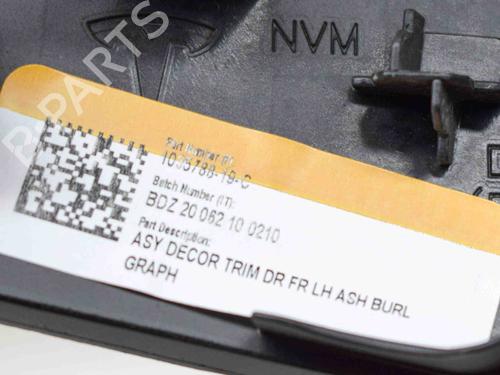 NVM
Part Number (P):
1035788-19-C
Batch Number (1T):
BDZ 20 062 10 0210
Part Description:
ASY DECOR TRIM DR FR LH ASH BURL
GRAPH
B-PARTS